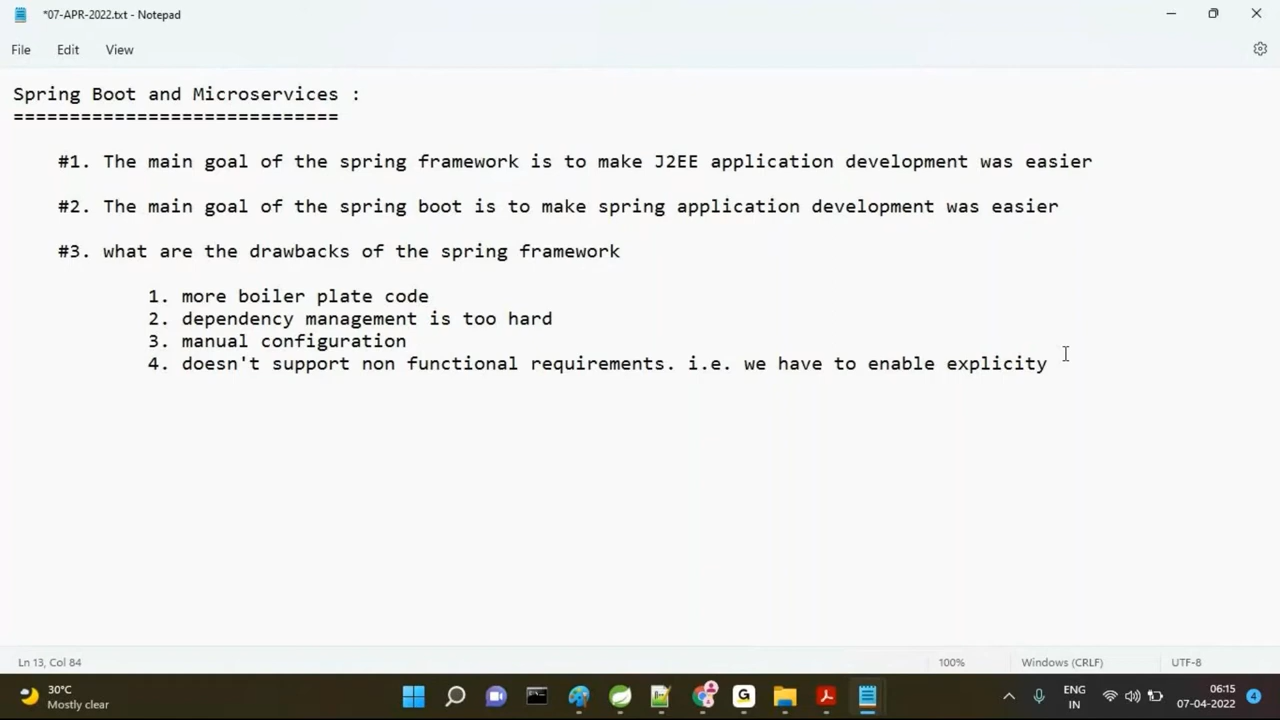 *07-APR-2022.txt - Notepad
File Edit View
Spring Boot and Microservices :
=============================
#1. The main goal of the spring framework is to make J2EE application development was easier
#2. The main goal of the spring boot is to make spring application development was easier
#3. what are the drawbacks of the spring framework
1. more boiler plate code
2. dependency management is too hard
3. manual configuration
4. doesn't support non functional requirements. i.e. we have to enable explicity
Ln 13, Col 84 100% Windows (CRLF) UTF-8
30°C
Mostly clear
G
ENG
IN
06:15
07-04-2022
4